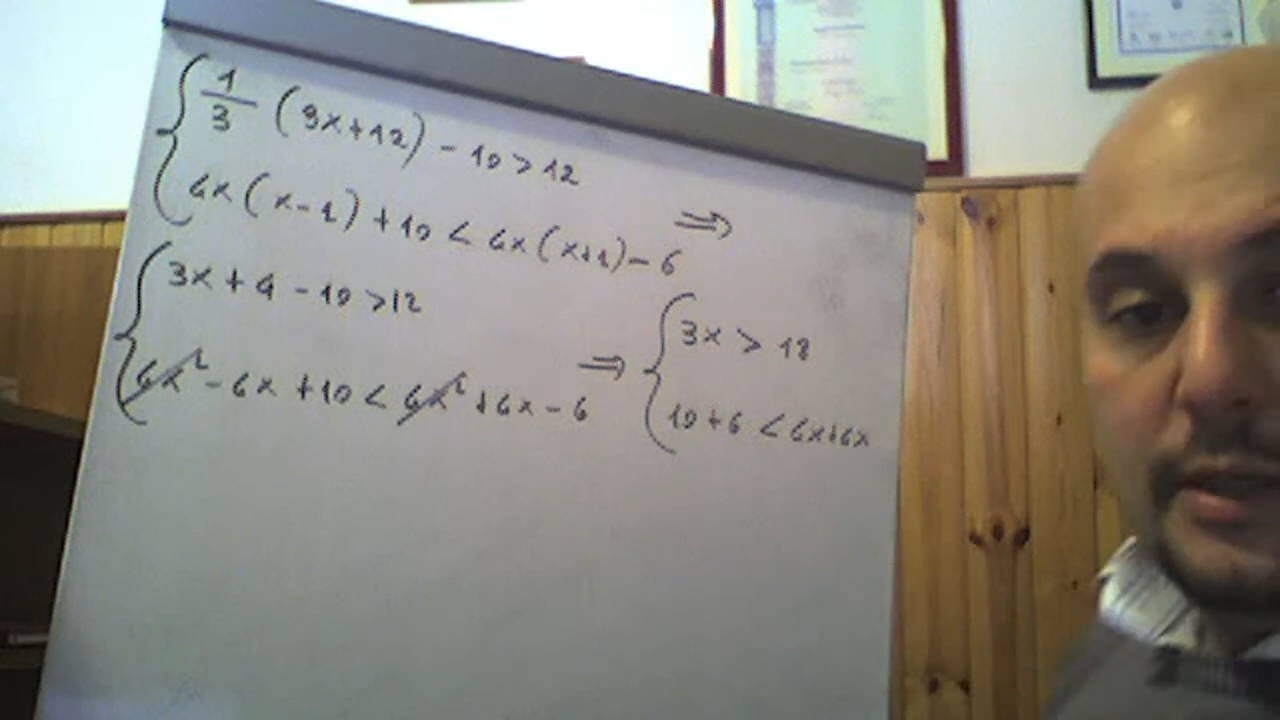 1/3 (3x+12) - 10 > 12
6x(x-1) + 10 < 6x(x+1) - 6 ⇒
3x + 4 - 10 > 12
6x² - 6x + 10 < 6x² + 6x - 6 ⇒
3x > 18
10 + 6 < 6x+6x